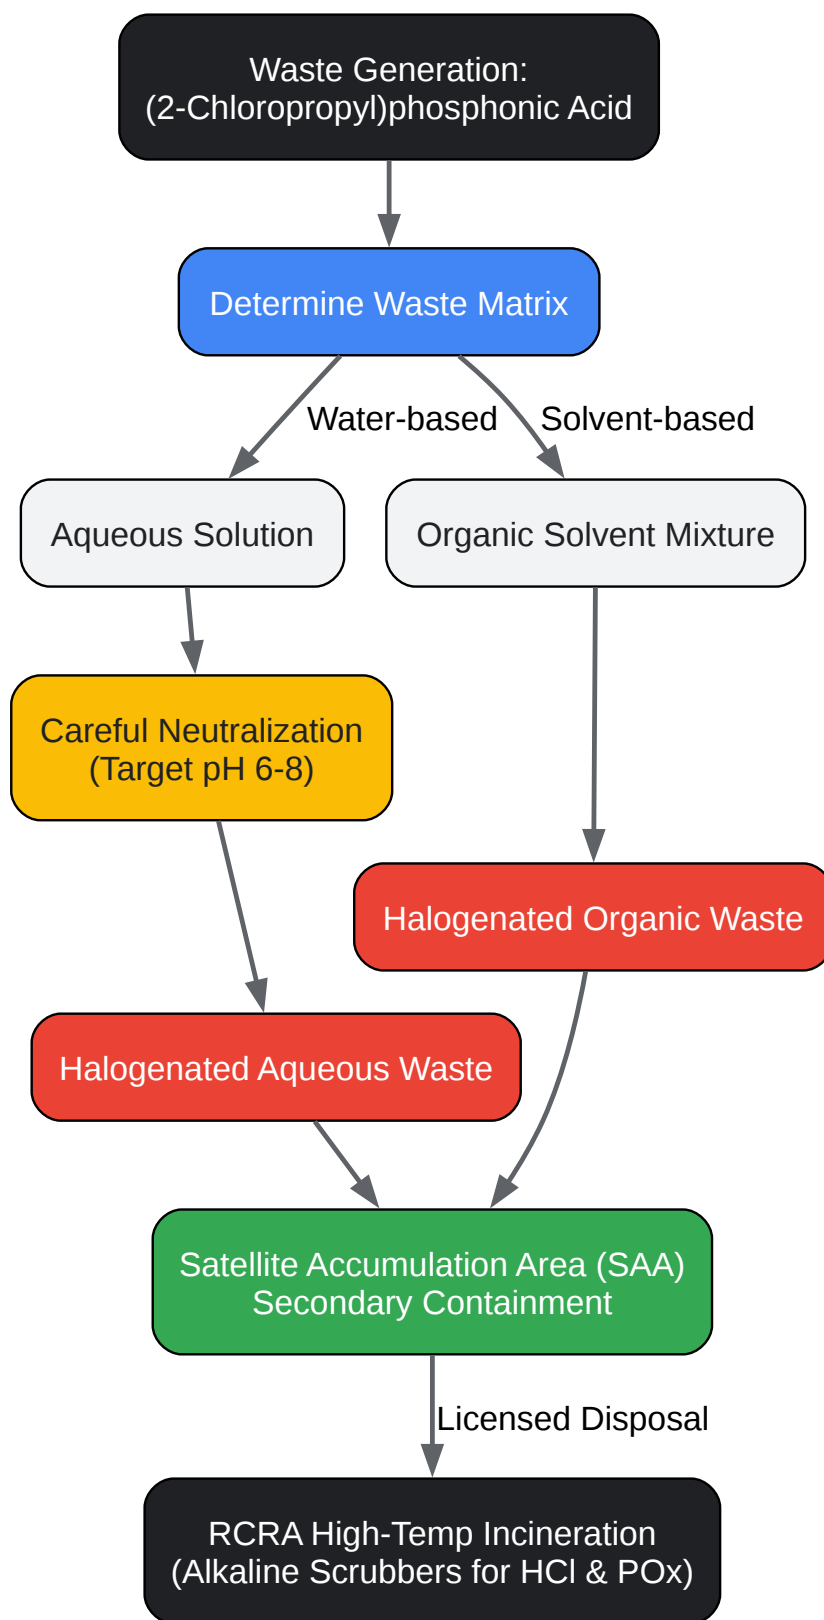 Waste Generation:
(2-Chloropropyl)phosphonic Acid
Determine Waste Matrix
Water-based
Solvent-based
Aqueous Solution
Organic Solvent Mixture
Careful Neutralization
(Target pH 6-8)
Halogenated Organic Waste
Halogenated Aqueous Waste
Satellite Accumulation Area (SAA)
Secondary Containment
Licensed Disposal
RCRA High-Temp Incineration
(Alkaline Scrubbers for HCl & POx)